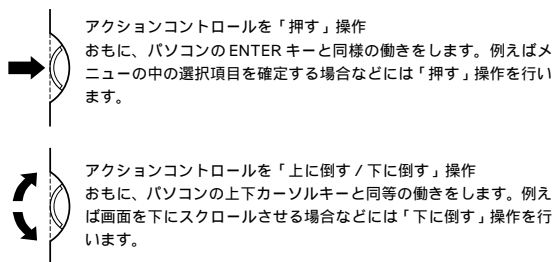 アクションコントロールを「押す」操作
おもに、パソコンのENTERキーと同様の働きをします。例えばメ
ニューの中の選択項目を確定する場合などには「押す」操作を行い
ます。
アクションコントロールを「上に倒す/下に倒す」操作
おもに、パソコンの上下カーソルキーと同等の働きをします。例え
ば画面を下にスクロールさせる場合などには「下に倒す」操作を行
います。